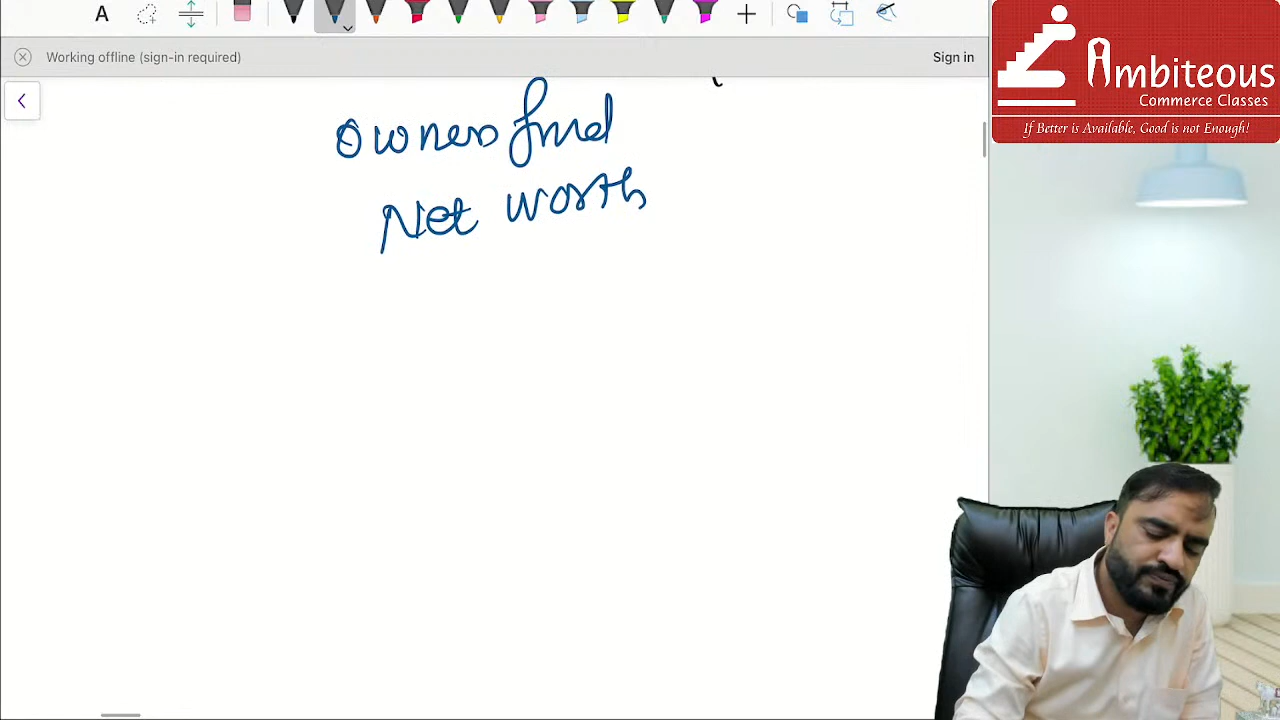 A
Working offline (sign-in required)
Sign in
owners fund
Net worth
Ambiteous
Commerce Classes
If Better is Available, Good is not Enough!